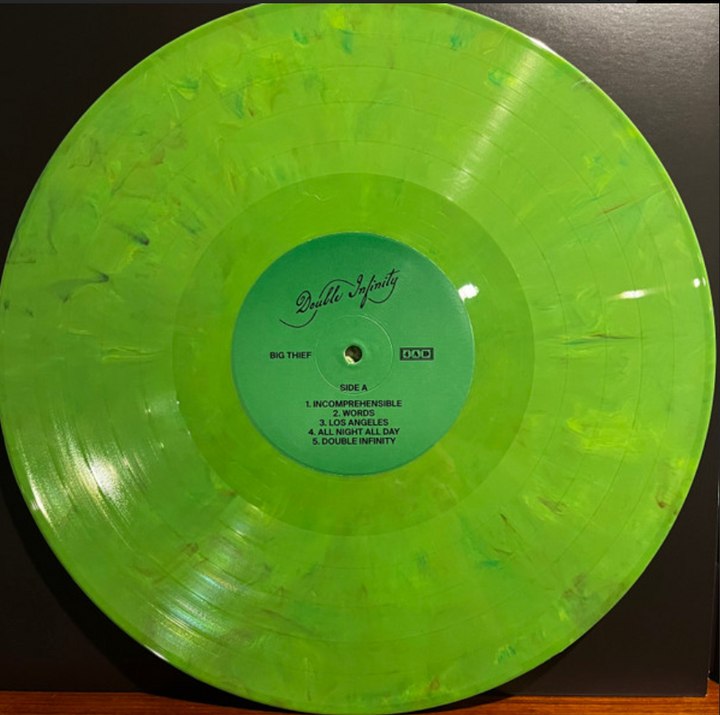 Double Infinity
BIG THIEF
4AD
SIDE A
1. INCOMPREHENSIBLE
2. WORDS
3. LOS ANGELES
4. ALL NIGHT ALL DAY
5. DOUBLE INFINITY